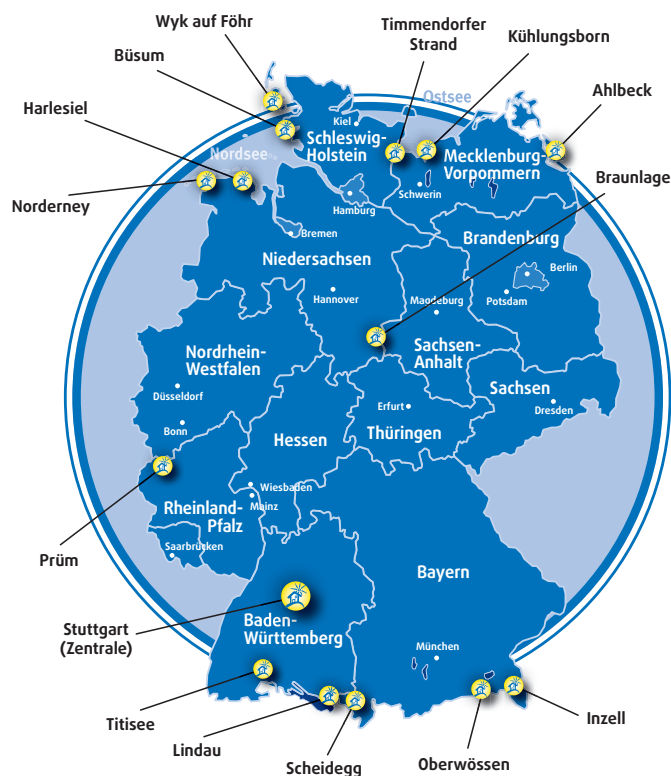 Wyk auf Föhr
Timmendorfer
Strand
Kühlungsborn
Büsum
Ahlbeck
Harlesiel
Ostsee
Kiel
Schleswig-
Holstein
Nordsee
Mecklenburg-
Vorpommern
Braunlage
Schwerin
Norderney
Hamburg
Bremen
Brandenburg
Niedersachsen
Berlin
Hannover
Magdeburg
Potsdam
Sachsen-
Anhalt
Nordrhein-
Westfalen
Sachsen
Düsseldorf
Erfurt
Dresden
Bonn
Hessen
Thüringen
Wiesbaden
Rheinland-
Pfalz
Mainz
Saarbrücken
Prüm
Bayern
Stuttgart
(Zentrale)
Baden-
Württemberg
München
Titisee
Lindau
Scheidegg
Oberwössen
Inzell